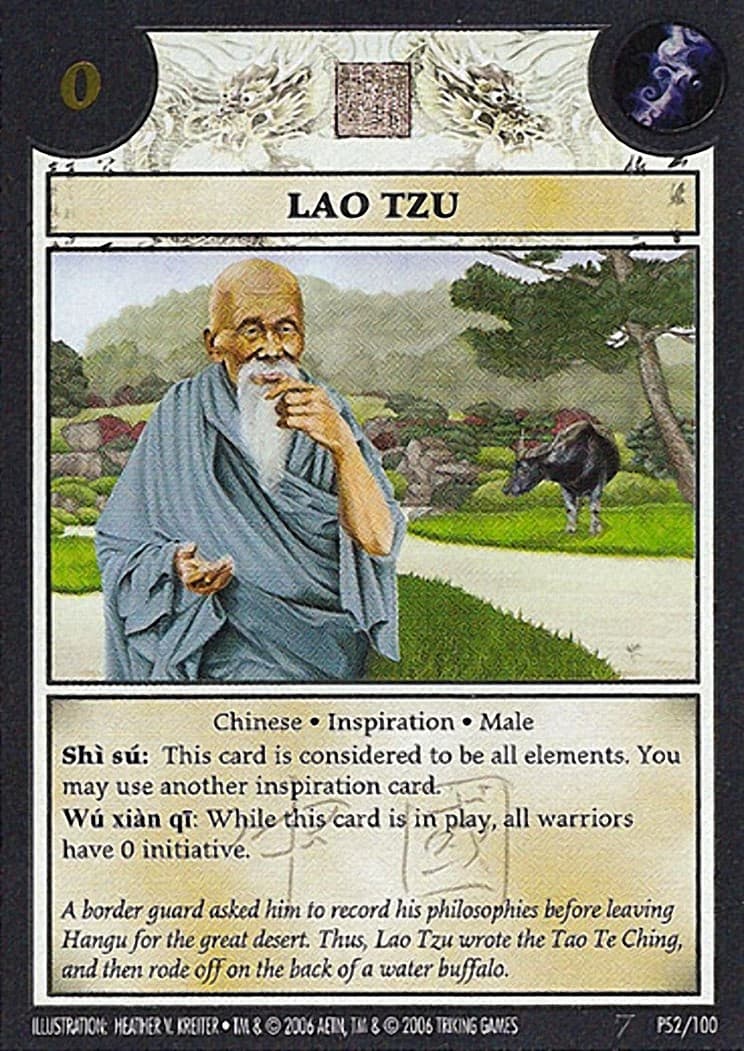 0
LAO TZU
Chinese • Inspiration • Male
Shì sú: This card is considered to be all elements. You
may use another inspiration card.
Wú xiàn qī: While this card is in play, all warriors
have 0 initiative.
中國
A border guard asked him to record his philosophies before leaving
Hangu for the great desert. Thus, Lao Tzu wrote the Tao Te Ching,
and then rode off on the back of a water buffalo.
ILLUSTRATION: HEATHER V. KREITER • TM & © 2006 AETN, TM & © 2006 TRIKING GAMES
P52/100